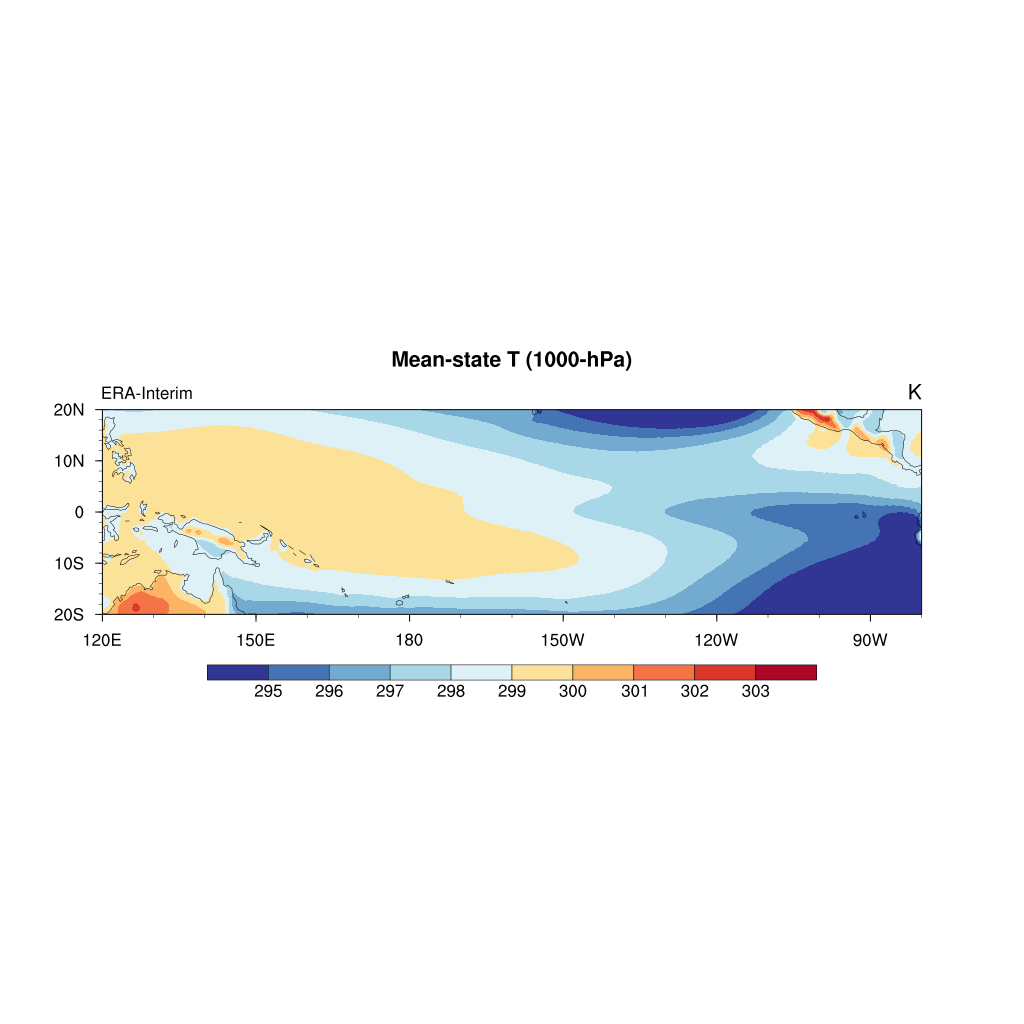 Mean-state T (1000-hPa)
ERA-Interim K
20N
10N
0
10S
20S
120E 150E 180 150W 120W 90W
295 296 297 298 299 300 301 302 303